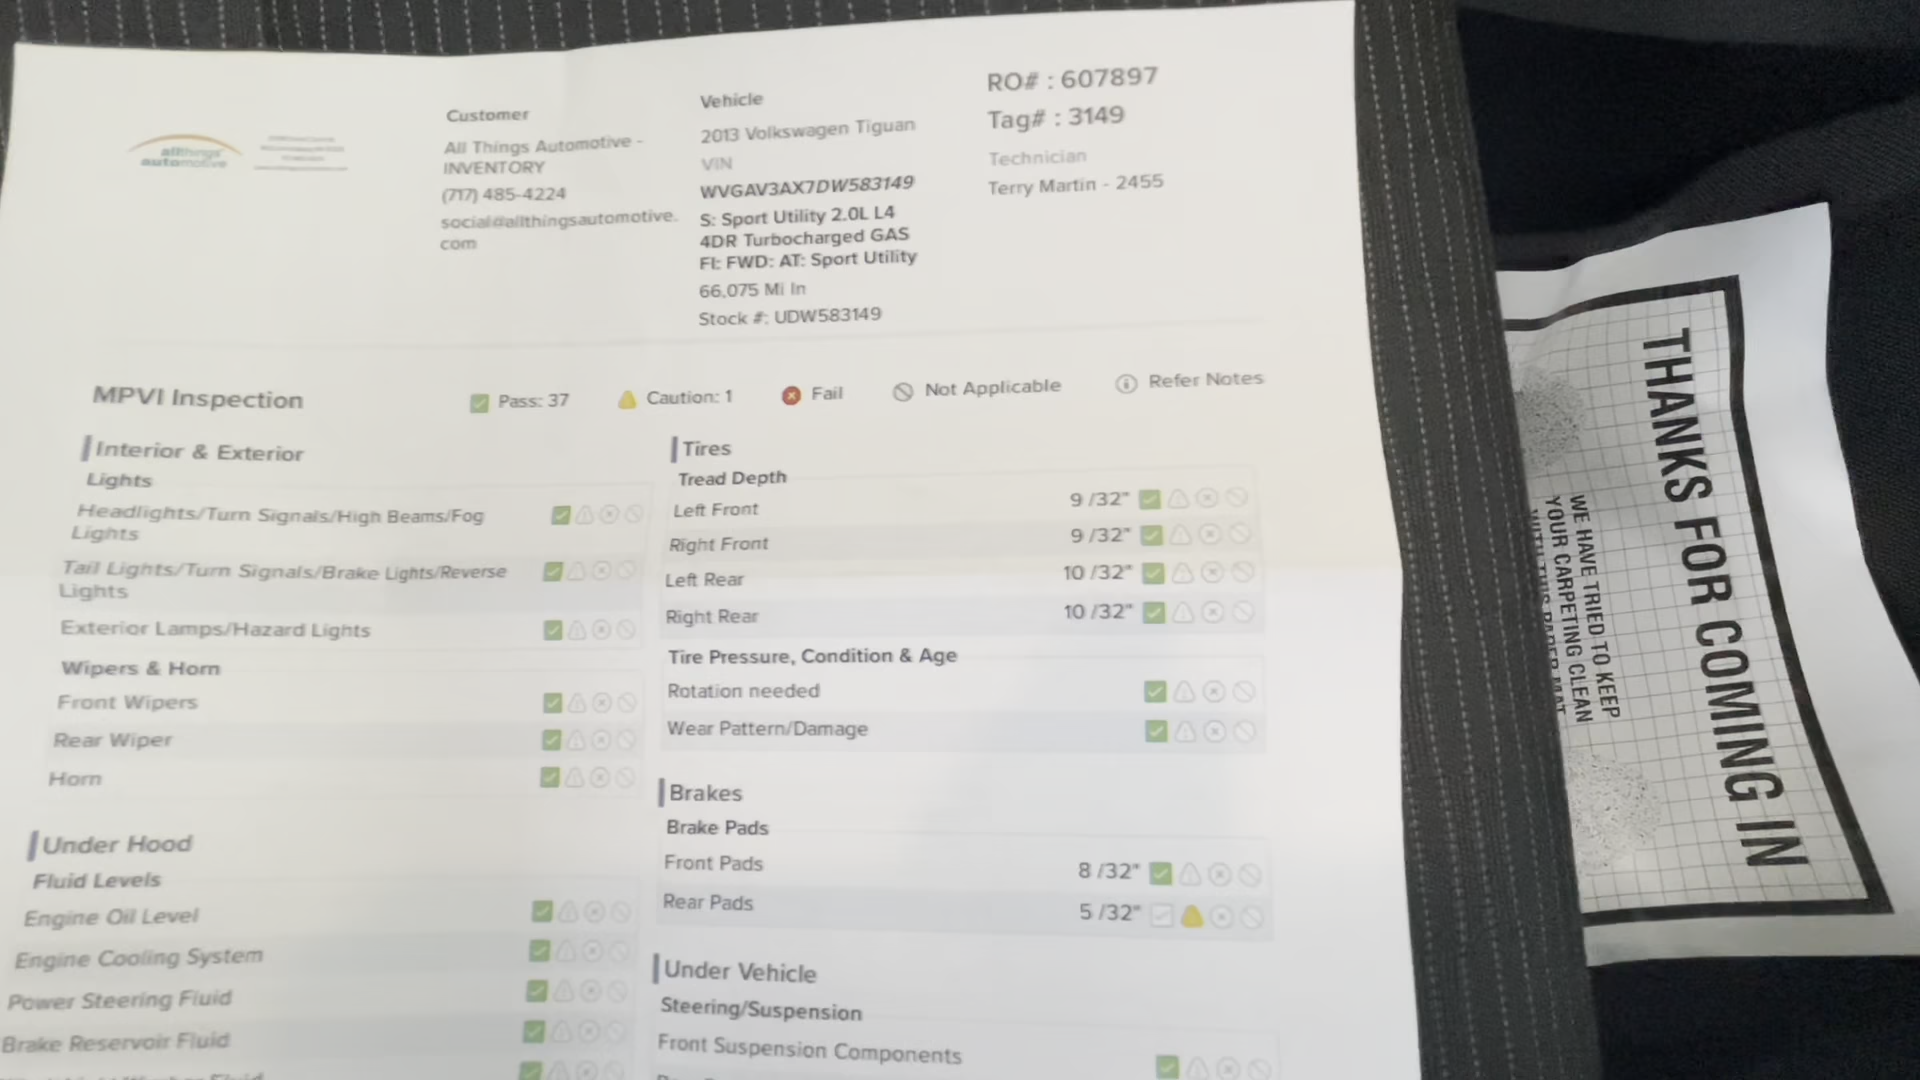 allthings
automotive
Customer
All Things Automotive -
INVENTORY
(717) 485-4224
social@allthingsautomotive.
com
Vehicle
2013 Volkswagen Tiguan
VIN
WVGAV3AX7DW583149
S: Sport Utility 2.0L L4
4DR Turbocharged GAS
FI: FWD: AT: Sport Utility
66,075 Mi In
Stock #: UDW583149
RO# : 607897
Tag# : 3149
Technician
Terry Martin - 2455
MPVI Inspection
Pass: 37
Caution: 1
Fail
Not Applicable
Refer Notes
Interior & Exterior
Lights
Headlights/Turn Signals/High Beams/Fog
Lights
Tail Lights/Turn Signals/Brake Lights/Reverse
Lights
Exterior Lamps/Hazard Lights
Wipers & Horn
Front Wipers
Rear Wiper
Horn
Under Hood
Fluid Levels
Engine Oil Level
Engine Cooling System
Power Steering Fluid
Brake Reservoir Fluid
Tires
Tread Depth
Left Front 9 /32"
Right Front 9 /32"
Left Rear 10 /32"
Right Rear 10 /32"
Tire Pressure, Condition & Age
Rotation needed
Wear Pattern/Damage
Brakes
Brake Pads
Front Pads 8 /32"
Rear Pads 5 /32"
Under Vehicle
Steering/Suspension
Front Suspension Components
THANKS FOR COMING IN
WE HAVE TRIED TO KEEP
YOUR CARPETING CLEAN
WITH THIS PAPER MAT